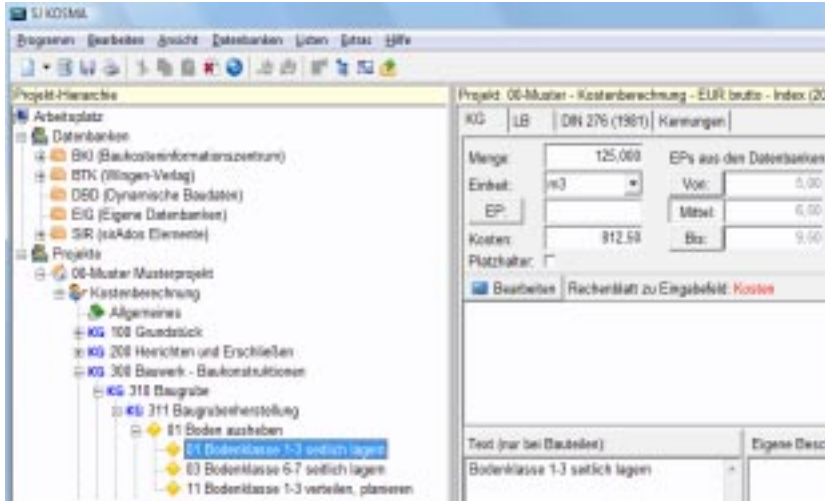 SJ KOSMA
Programm Bearbeiten Ansicht Datenbanken Listen Extras Hilfe
Projekt-Hierarchie
Arbeitsplatz
Datenbanken
BKI (Baukosteninformationszentrum)
BTK (Wingen-Verlag)
DBD (Dynamische Baudaten)
EIG (Eigene Datenbanken)
SIR (sirAdos Elemente)
Projekte
00-Muster Musterprojekt
Kostenberechnung
Allgemeines
KG 100 Grundstück
KG 200 Herrichten und Erschließen
KG 300 Bauwerk - Baukonstruktionen
KG 310 Baugrube
KG 311 Baugrubenherstellung
01 Boden ausheben
01 Bodenklasse 1-3 seitlich lagern
03 Bodenklasse 6-7 seitlich lagern
11 Bodenklasse 1-3 verteilen, planieren
Projekt: 00-Muster - Kostenberechnung - EUR brutto - Index (20
KG LB DIN 276 (1981) Kennungen
Menge: 125,000 EPs aus den Datenbanken
Einheit: m3 Von: 5,00
EP: Mittel: 6,00
Kosten: 812,50 Bis:
Platzhalter:
Bearbeiten Rechenblatt zu Eingabefeld: Kosten
Text (nur bei Bauteilen): Eigene Besc
Bodenklasse 1-3 seitlich lagern